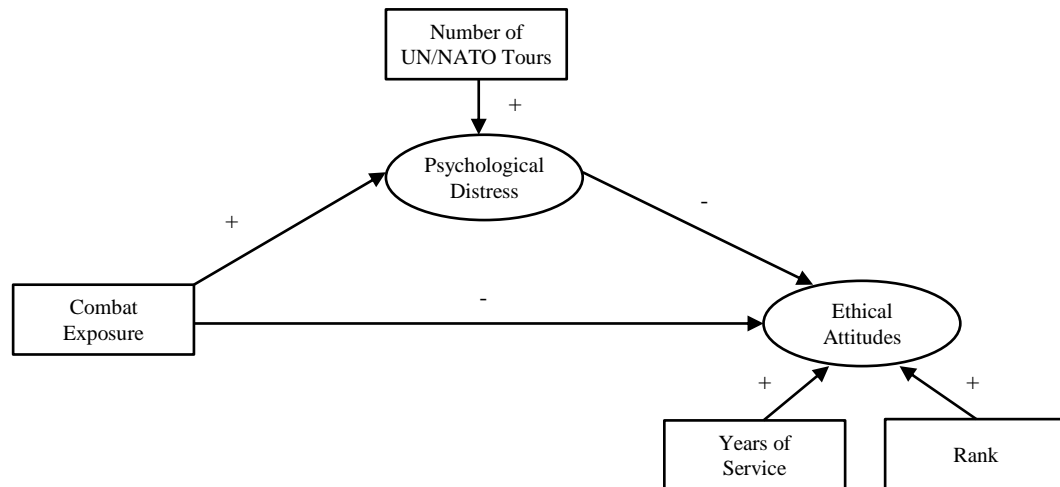 Number of
UN/NATO Tours
+
Psychological
Distress
+
-
Combat
Exposure
-
Ethical
Attitudes
+
+
Years of
Service
Rank